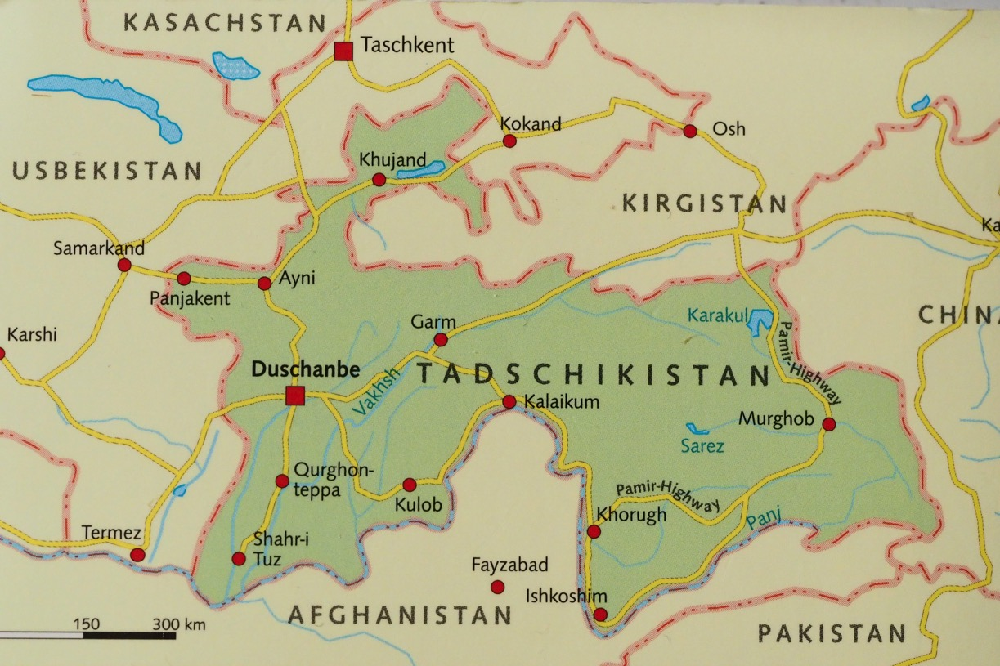 KASACHSTAN
Taschkent
Kokand
Osh
Khujand
USBEKISTAN
KIRGISTAN
Ka
Samarkand
Ayni
Panjakent
Karakul
CHINA
Garm
Karshi
Pamir-Highway
Duschanbe
TADSCHIKISTAN
Vakhsh
Kalaikum
Murghob
Sarez
Qurghon-
teppa
Kulob
Pamir-Highway
Khorugh
Panj
Termez
Shahr-i
Tuz
Fayzabad
Ishkoshim
AFGHANISTAN
150 300 km
PAKISTAN